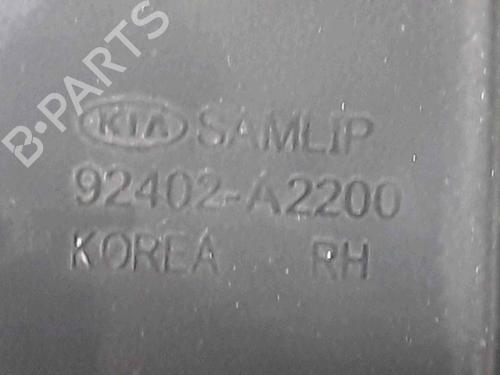 B-PARTS
KIA SAMLIP
92402-A2200
KOREA RH